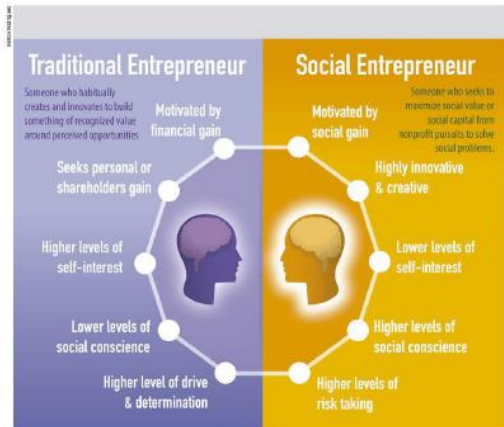 Traditional Entrepreneur
Someone who habitually
creates and innovates to build
something of recognized value
around perceived opportunities
Motivated by
financial gain
Seeks personal or
shareholders gain
Higher levels of
self-interest
Lower levels of
social conscience
Higher level of drive
& determination
Social Entrepreneur
Someone who seeks to
maximize social value or
social capital from
nonprofit pursuits to solve
social problems.
Motivated by
social gain
Highly innovative
& creative
Lower levels of
self-interest
Higher levels of
social conscience
Higher levels of
risk taking